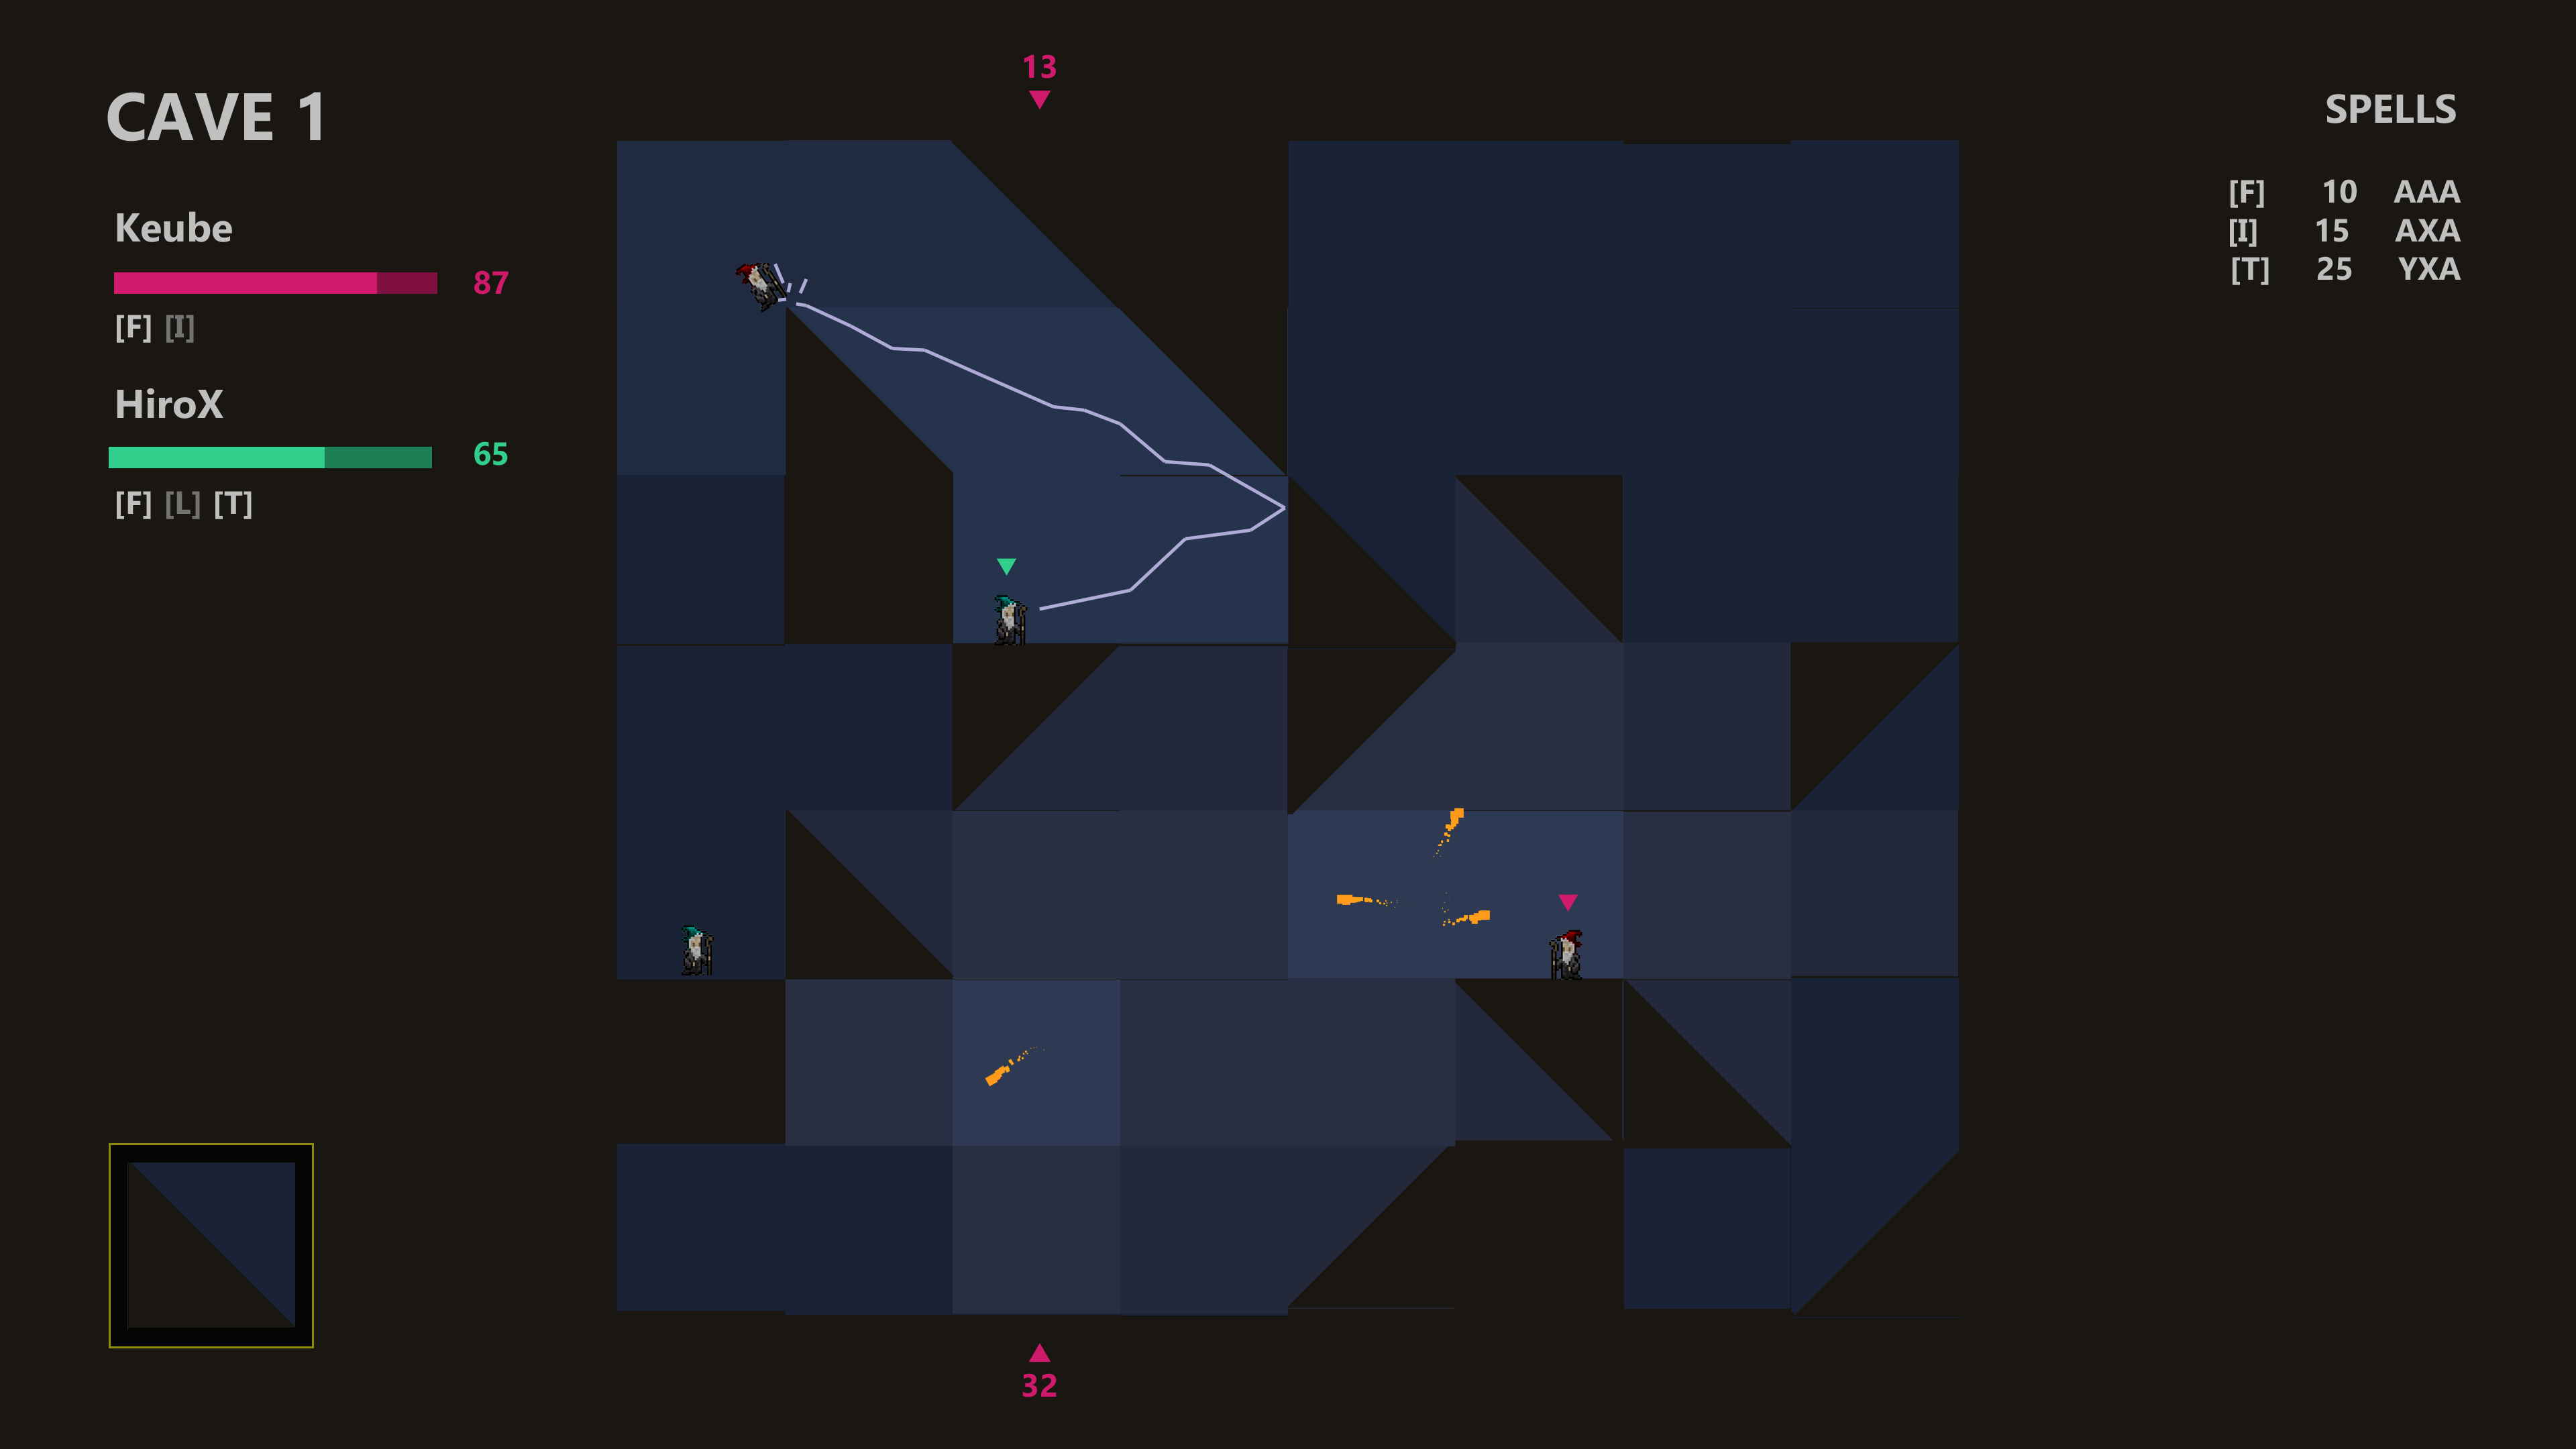 CAVE 1
Keube
87
[F] [I]
HiroX
65
[F] [L] [T]
13
32
SPELLS
[F] 10 AAA
[I] 15 AXA
[T] 25 YXA